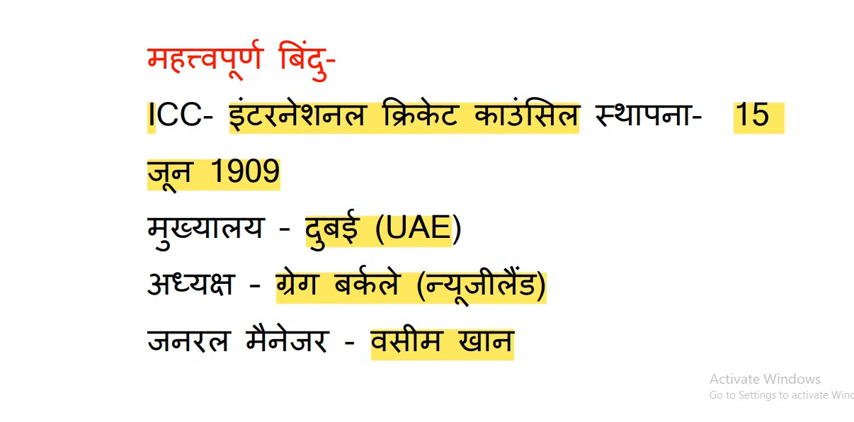 महत्त्वपूर्ण बिंदु-
ICC- इंटरनेशनल क्रिकेट काउंसिल स्थापना- 15
जून 1909
मुख्यालय - दुबई (UAE)
अध्यक्ष - ग्रेग बर्कले (न्यूजीलैंड)
जनरल मैनेजर - वसीम खान
Activate Windows
Go to Settings to activate Winc